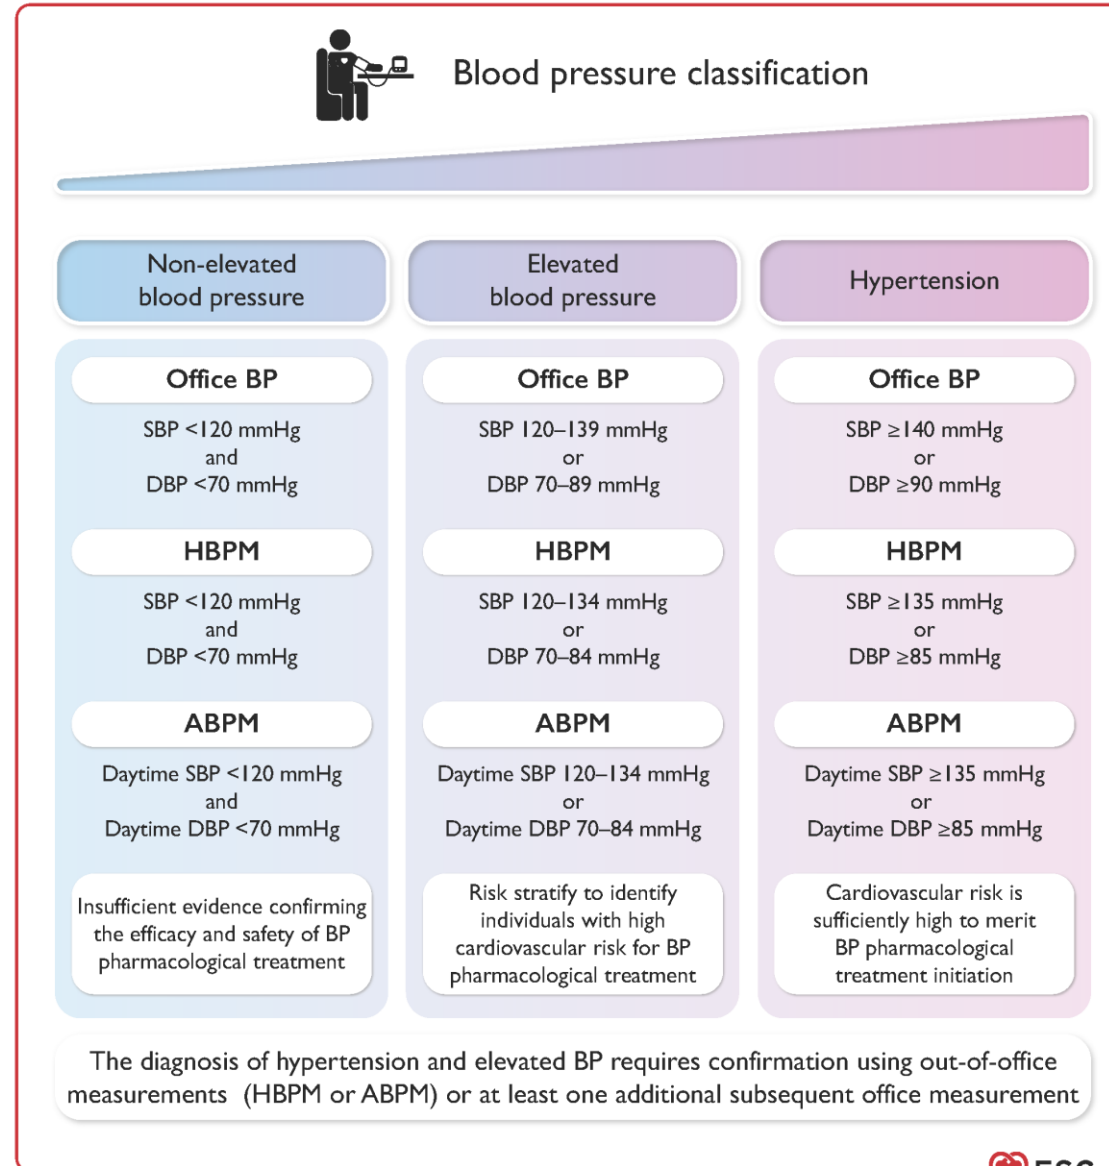 Blood pressure classification
Non-elevated
blood pressure
Elevated
blood pressure
Hypertension
Office BP
SBP <120 mmHg
and
DBP <70 mmHg
HBPM
SBP <120 mmHg
and
DBP <70 mmHg
ABPM
Daytime SBP <120 mmHg
and
Daytime DBP <70 mmHg
Insufficient evidence confirming
the efficacy and safety of BP
pharmacological treatment
Office BP
SBP 120–139 mmHg
or
DBP 70–89 mmHg
HBPM
SBP 120–134 mmHg
or
DBP 70–84 mmHg
ABPM
Daytime SBP 120–134 mmHg
or
Daytime DBP 70–84 mmHg
Risk stratify to identify
individuals with high
cardiovascular risk for BP
pharmacological treatment
Office BP
SBP ≥140 mmHg
or
DBP ≥90 mmHg
HBPM
SBP ≥135 mmHg
or
DBP ≥85 mmHg
ABPM
Daytime SBP ≥135 mmHg
or
Daytime DBP ≥85 mmHg
Cardiovascular risk is
sufficiently high to merit
BP pharmacological
treatment initiation
The diagnosis of hypertension and elevated BP requires confirmation using out-of-office
measurements (HBPM or ABPM) or at least one additional subsequent office measurement